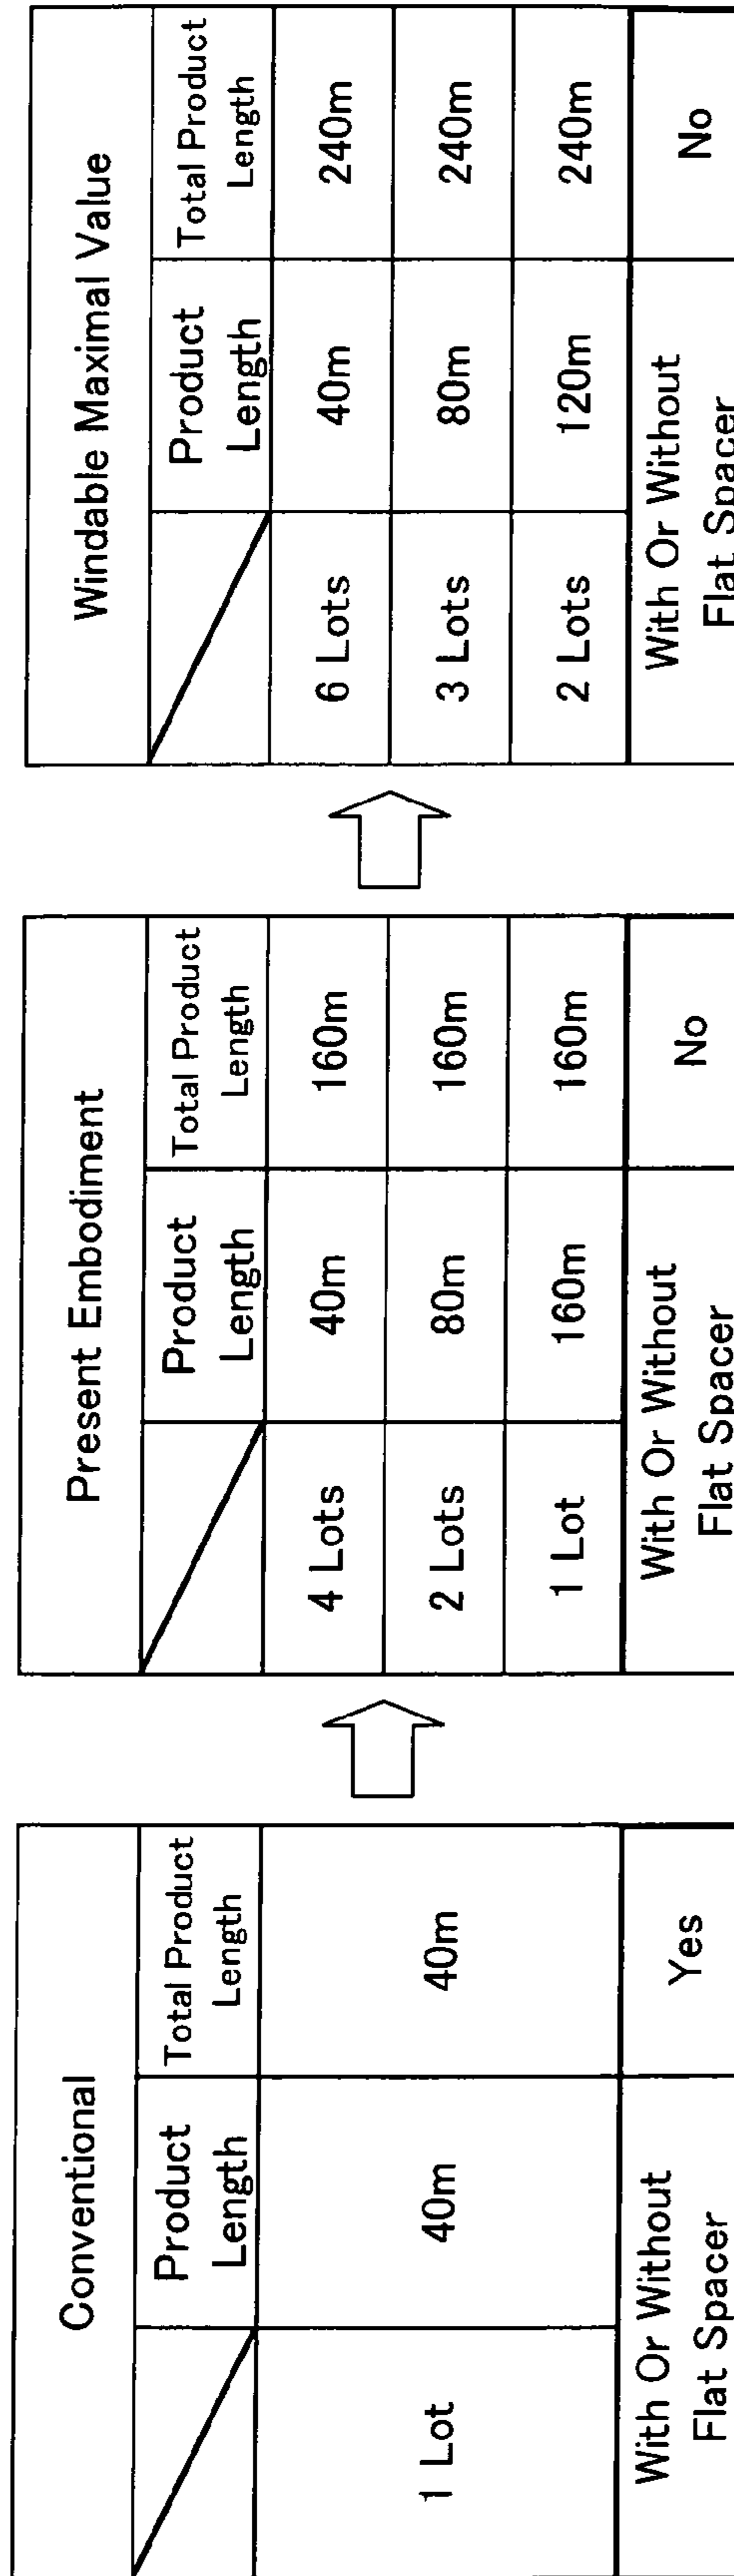 Conventional
Product
Length
Total Product
Length
1 Lot
40m
40m
With Or Without
Flat Spacer
Yes
Present Embodiment
Product
Length
Total Product
Length
4 Lots
40m
160m
2 Lots
80m
160m
1 Lot
160m
160m
With Or Without
Flat Spacer
No
Windable Maximal Value
Product
Length
Total Product
Length
6 Lots
40m
240m
3 Lots
80m
240m
2 Lots
120m
240m
With Or Without
Flat Spacer
No